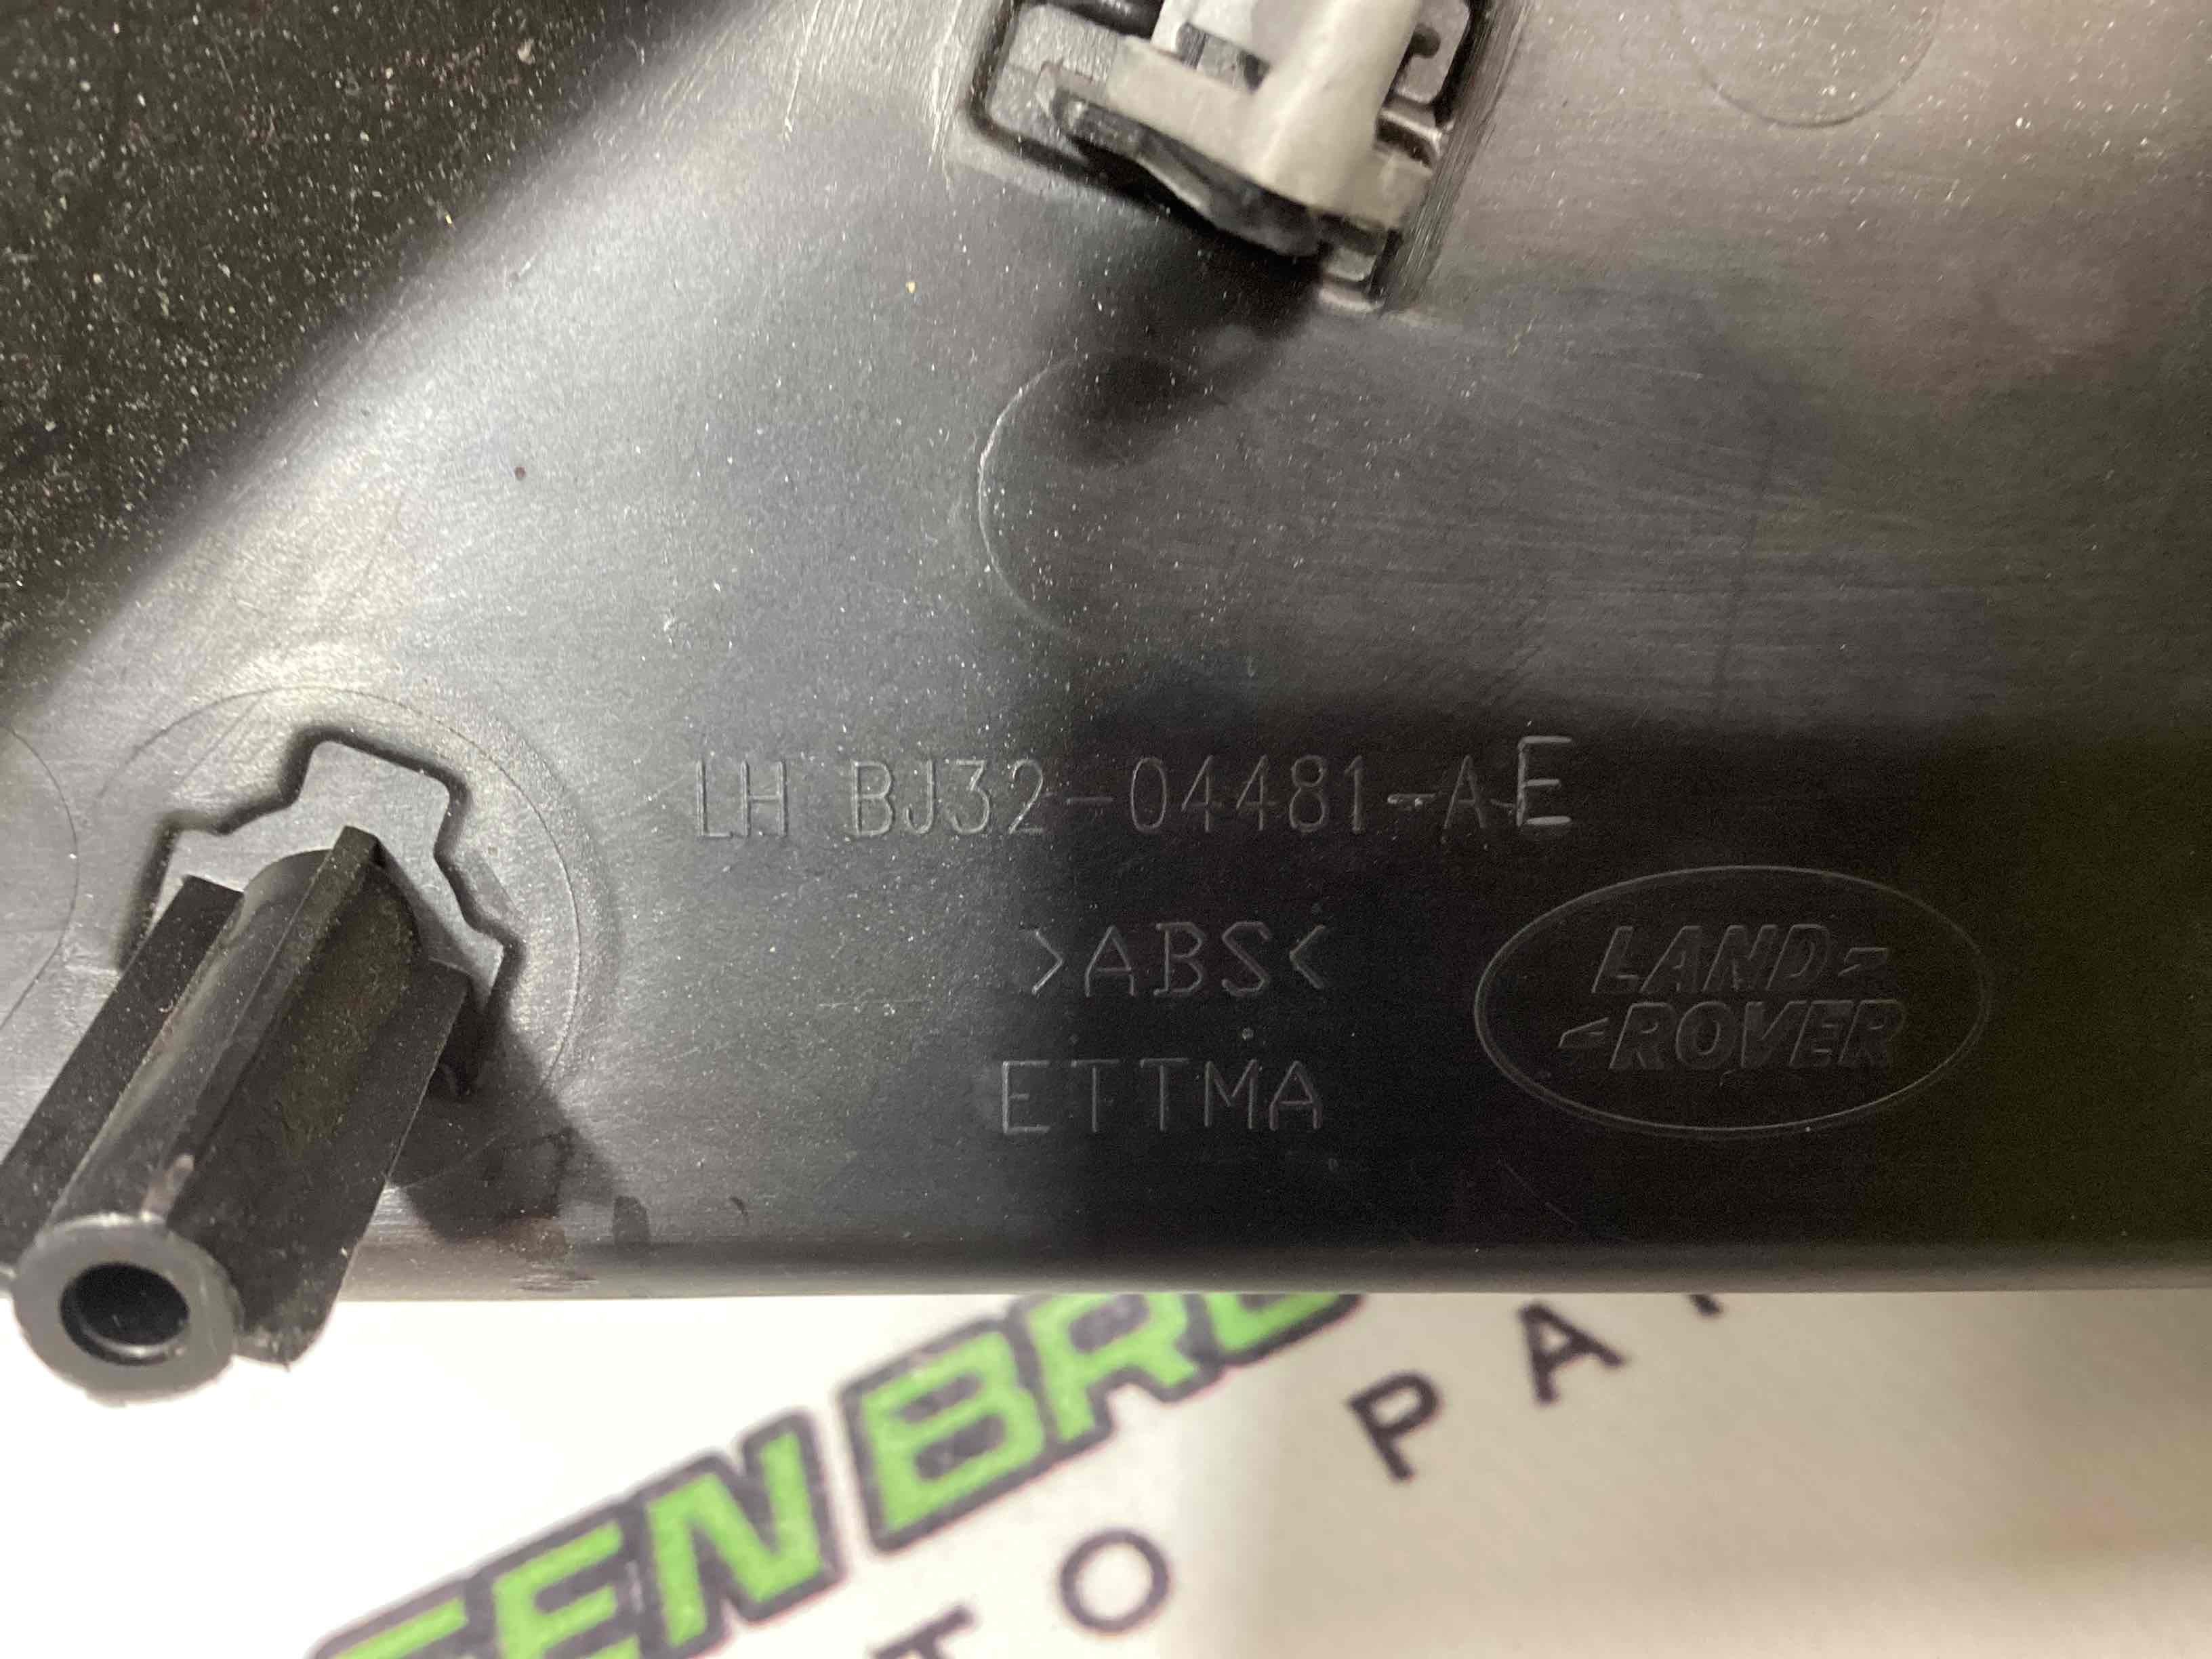 LH BJ32-04481-AE
>ABS<
ETTMA
LAND-
-ROVER